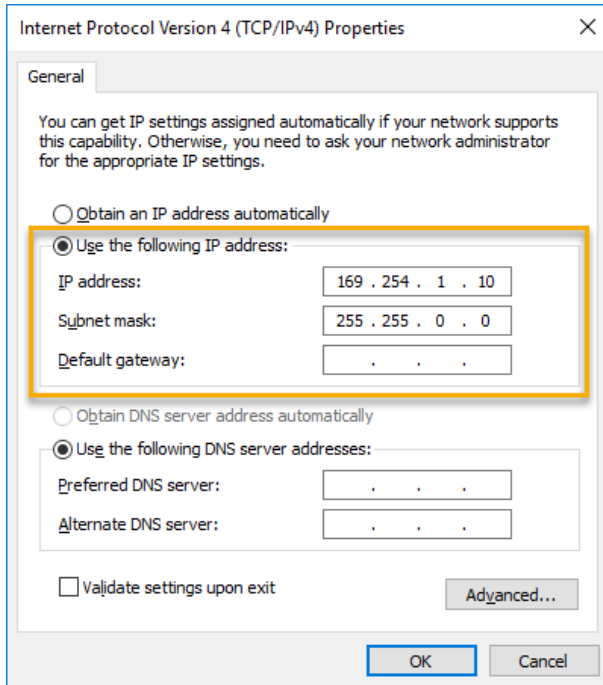 Internet Protocol Version 4 (TCP/IPv4) Properties
General
You can get IP settings assigned automatically if your network supports
this capability. Otherwise, you need to ask your network administrator
for the appropriate IP settings.
Obtain an IP address automatically
Use the following IP address:
IP address: 169 . 254 . 1 . 10
Subnet mask: 255 . 255 . 0 . 0
Default gateway: . . .
Obtain DNS server address automatically
Use the following DNS server addresses:
Preferred DNS server: . . .
Alternate DNS server: . . .
Validate settings upon exit
Advanced...
OK Cancel